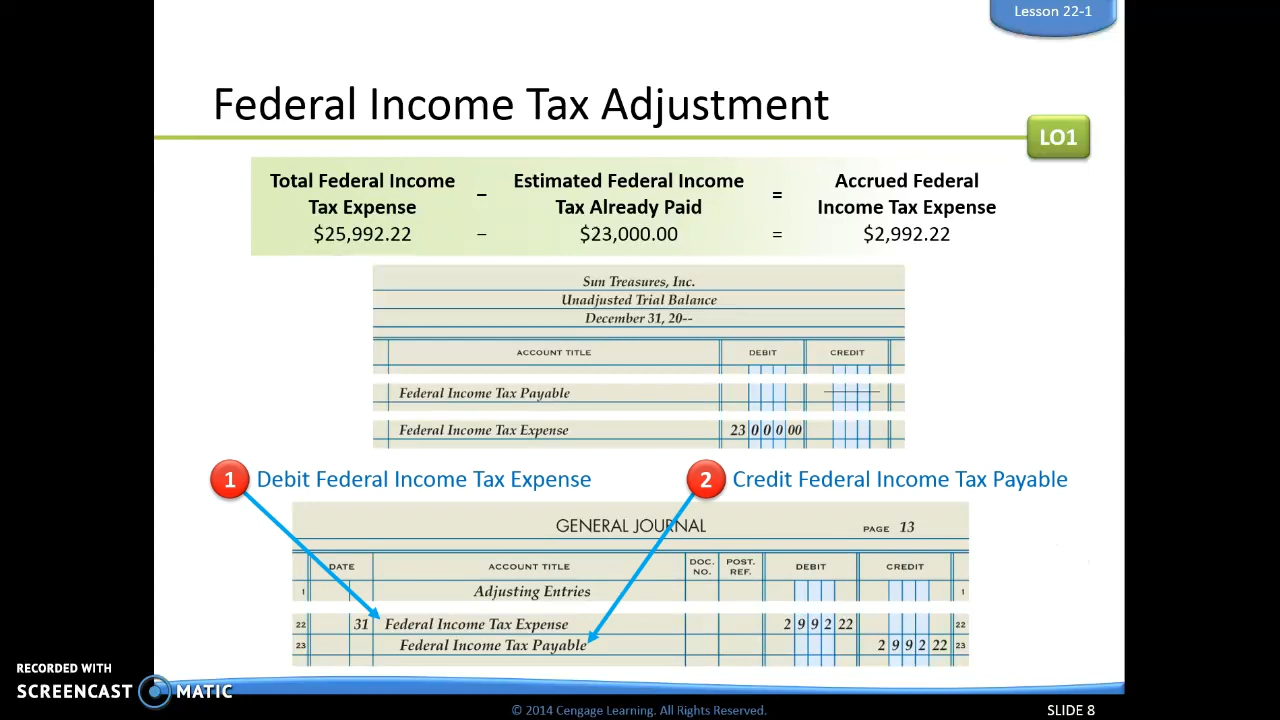 Lesson 22-1
Federal Income Tax Adjustment
LO1
Total Federal Income – Estimated Federal Income = Accrued Federal
Tax Expense Tax Already Paid Income Tax Expense
$25,992.22 – $23,000.00 = $2,992.22
Sun Treasures, Inc.
Unadjusted Trial Balance
December 31, 20--
ACCOUNT TITLE DEBIT CREDIT
Federal Income Tax Payable
Federal Income Tax Expense 23 0 0 0 00
1 Debit Federal Income Tax Expense 2 Credit Federal Income Tax Payable
GENERAL JOURNAL PAGE 13
DATE ACCOUNT TITLE DOC. NO. POST. REF. DEBIT CREDIT
1 Adjusting Entries 1
22 31 Federal Income Tax Expense 2 9 9 2 22 22
23 Federal Income Tax Payable 2 9 9 2 22 23
RECORDED WITH
SCREENCAST MATIC
© 2014 Cengage Learning. All Rights Reserved.
SLIDE 8